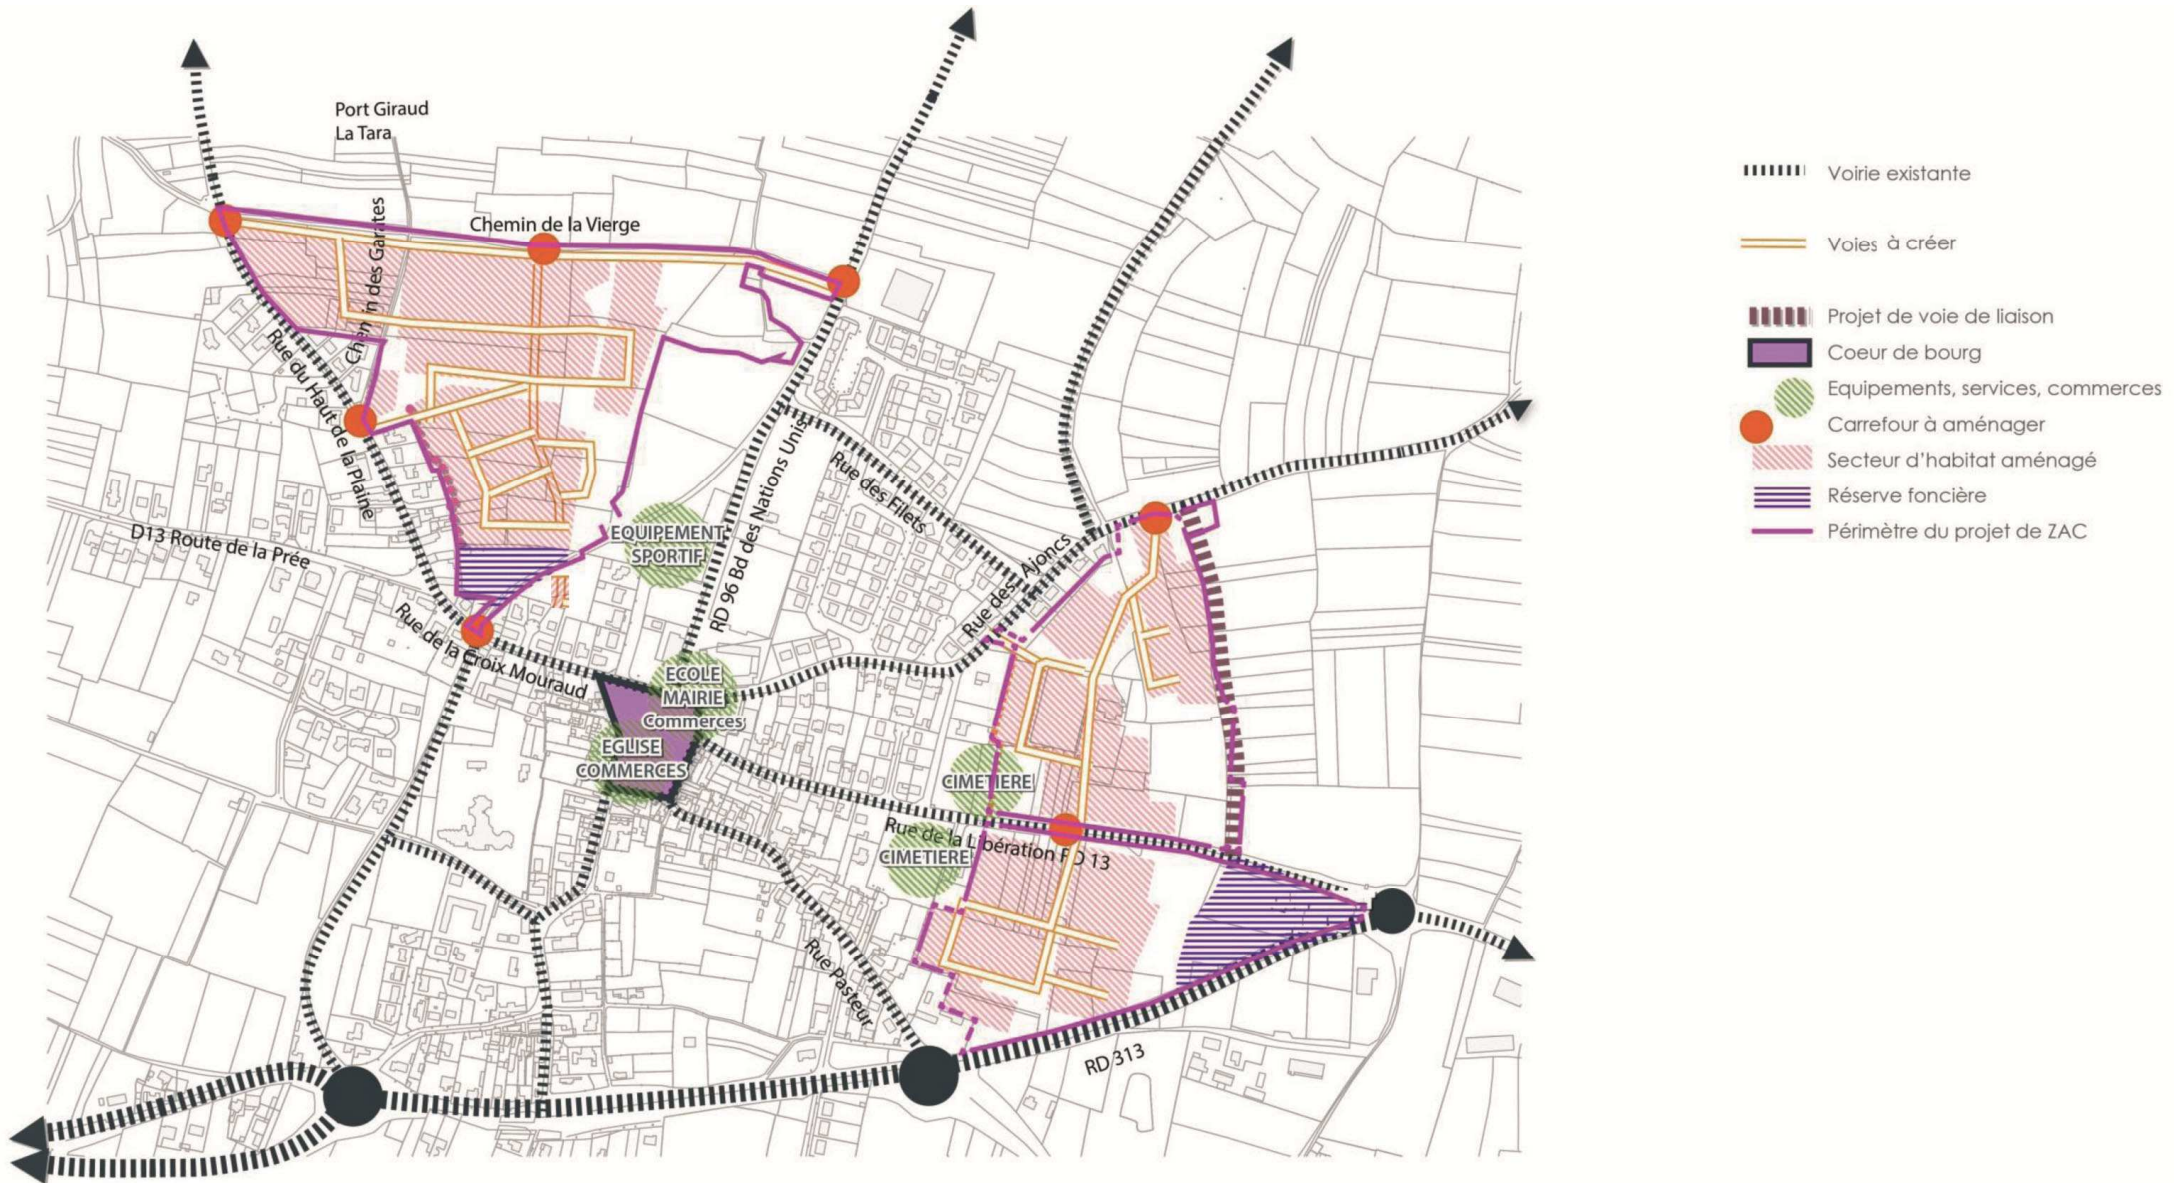 Port Giraud
La Tara
Chemin de la Vierge
Chemin des Garates
Rue du Haut de la Plaine
D13 Route de la Prée
Rue de la Croix Mouraud
EQUIPEMENT
SPORTIF
RD 96 Bd des Nations Unis
Rue des Filets
Rue des Ajoncs
ECOLE
MAIRIE
Commerces
EGLISE
COMMERCES
CIMETIERE
CIMETIERE
Rue de la Libération RD 13
Rue Pasteur
RD 313
Voirie existante
Voies à créer
Projet de voie de liaison
Coeur de bourg
Equipements, services, commerces
Carrefour à aménager
Secteur d'habitat aménagé
Réserve foncière
Périmètre du projet de ZAC